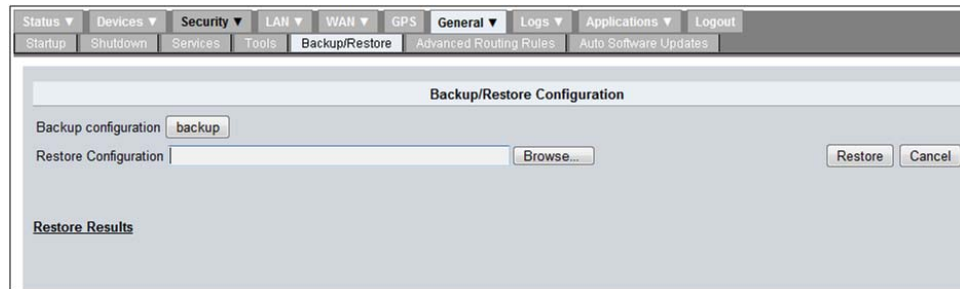 Status ▼ Devices ▼ Security ▼ LAN ▼ WAN ▼ GPS General ▼ Logs ▼ Applications ▼ Logout
Startup Shutdown Services Tools Backup/Restore Advanced Routing Rules Auto Software Updates
Backup/Restore Configuration
Backup configuration backup
Restore Configuration Browse... Restore Cancel
Restore Results